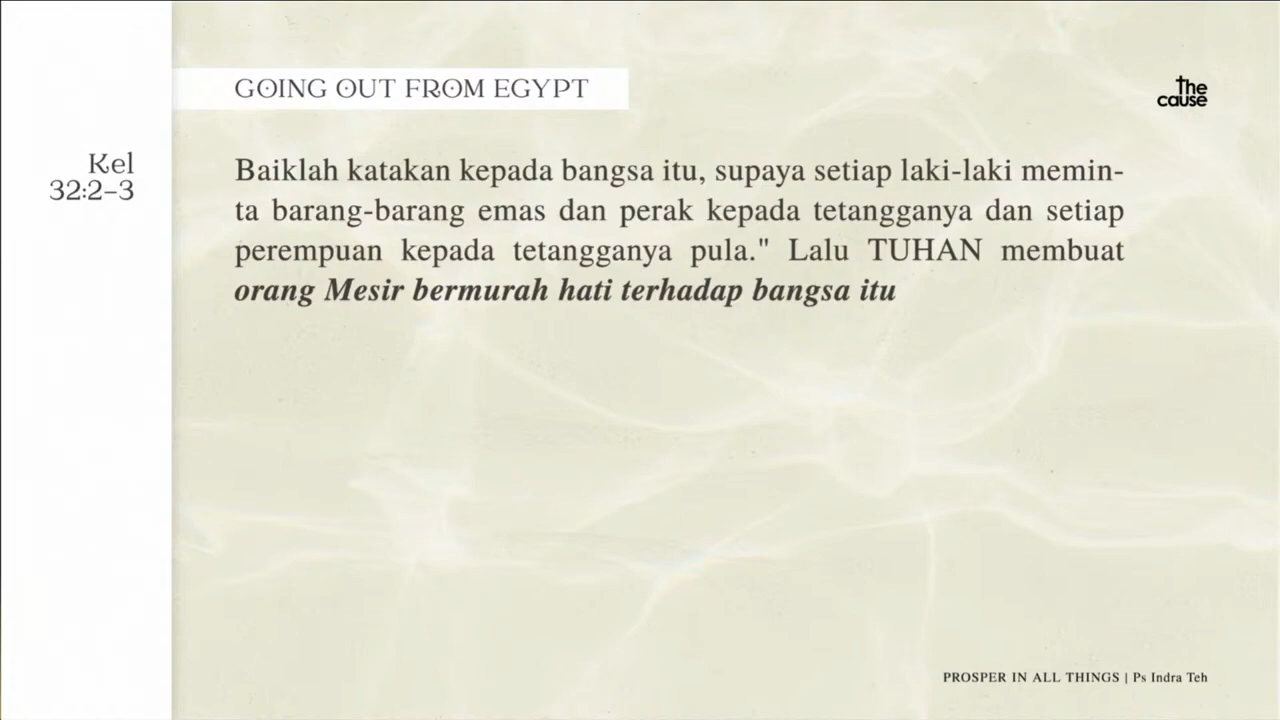 GOING OUT FROM EGYPT
the
cause
Kel
32:2–3
Baiklah katakan kepada bangsa itu, supaya setiap laki-laki memin-
ta barang-barang emas dan perak kepada tetangganya dan setiap
perempuan kepada tetangganya pula." Lalu TUHAN membuat
orang Mesir bermurah hati terhadap bangsa itu
PROSPER IN ALL THINGS | Ps Indra Teh